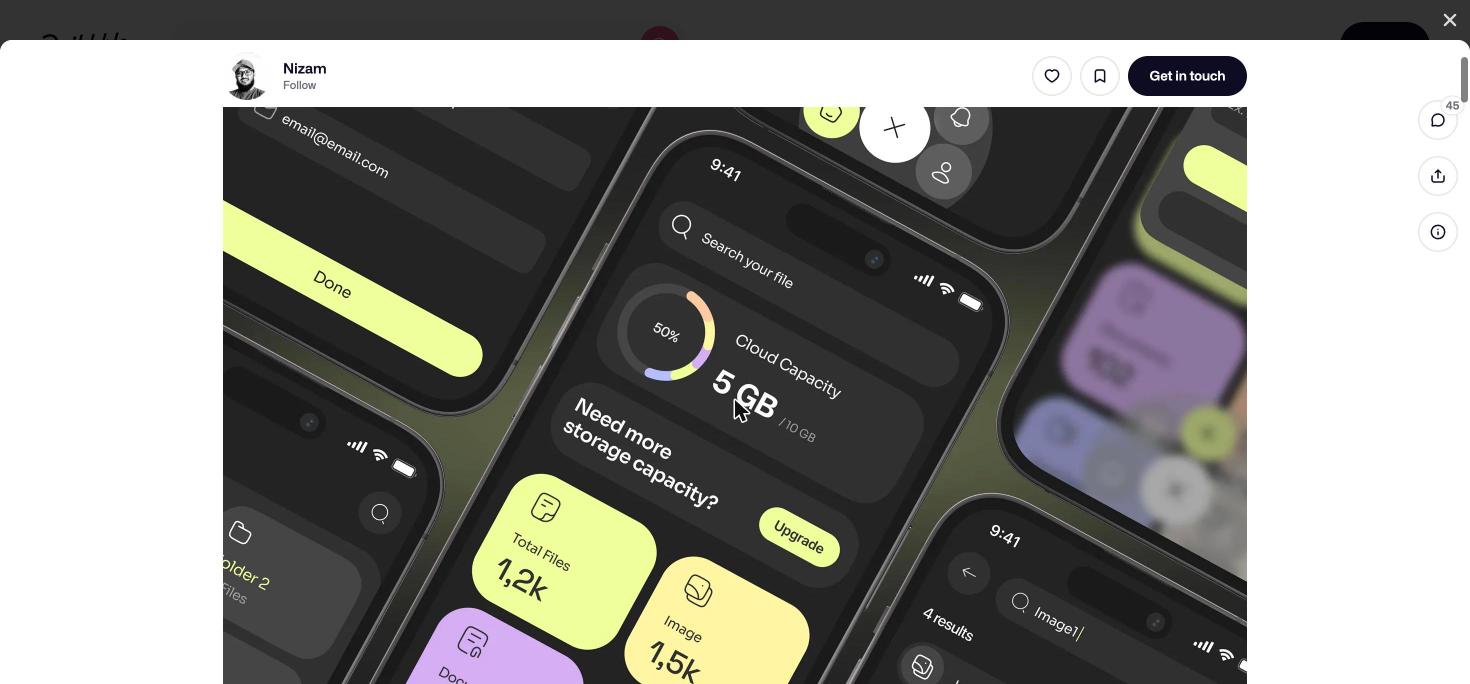 Nizam
Follow
Get in touch
45
email@email.com
Done
9:41
Search your file
50%
Cloud Capacity
5 GB
/10 GB
Need more
storage capacity?
Upgrade
Total Files
1,2k
Image
1,5k
older 2
Files
9:41
Image1
4 results